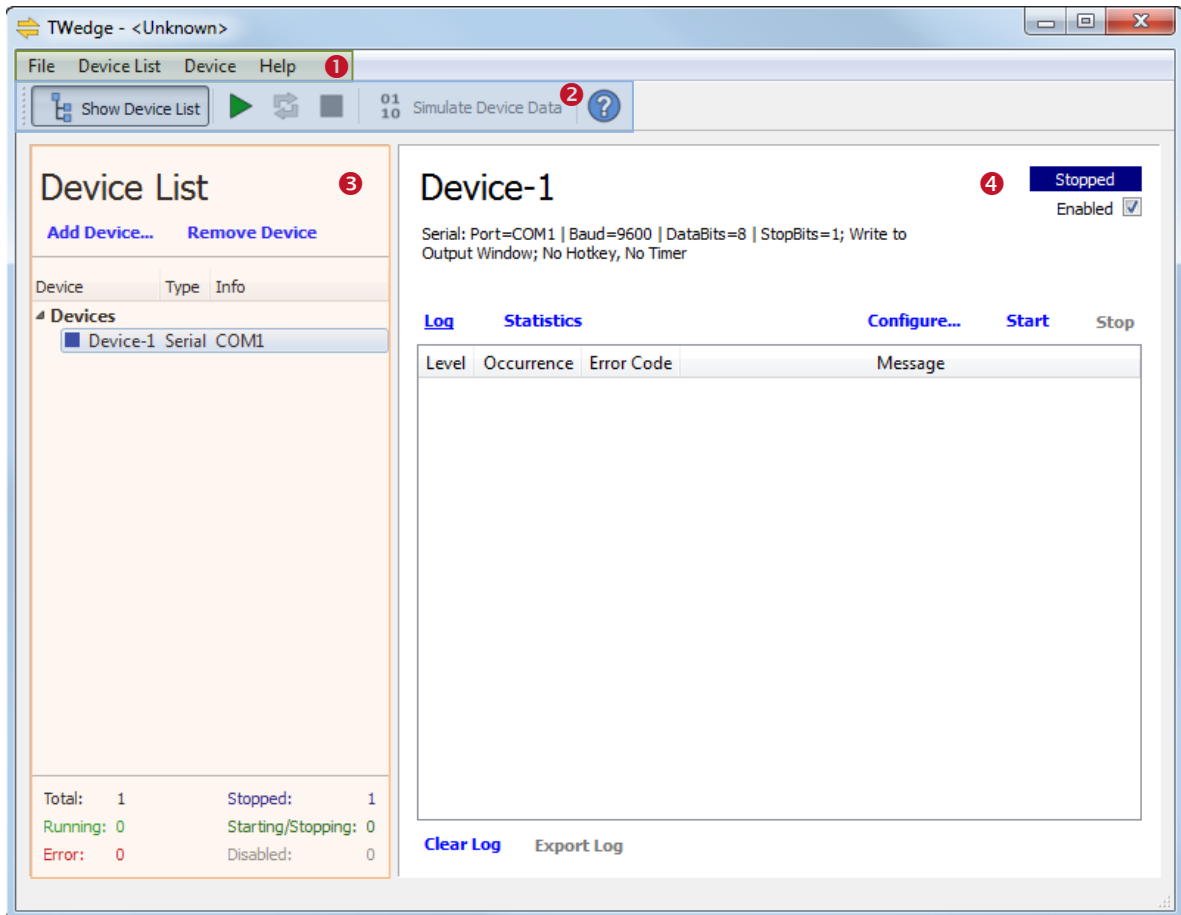 TWedge - <Unknown>
File Device List Device Help 1
Show Device List 01 10 Simulate Device Data 2 ?
Device List 3
Add Device... Remove Device
Device Type Info
Devices
Device-1 Serial COM1
Total: 1 Stopped: 1
Running: 0 Starting/Stopping: 0
Error: 0 Disabled: 0
Device-1 4
Stopped
Enabled
Serial: Port=COM1 | Baud=9600 | DataBits=8 | StopBits=1; Write to
Output Window; No Hotkey, No Timer
Log Statistics Configure... Start Stop
Level Occurrence Error Code Message
Clear Log Export Log